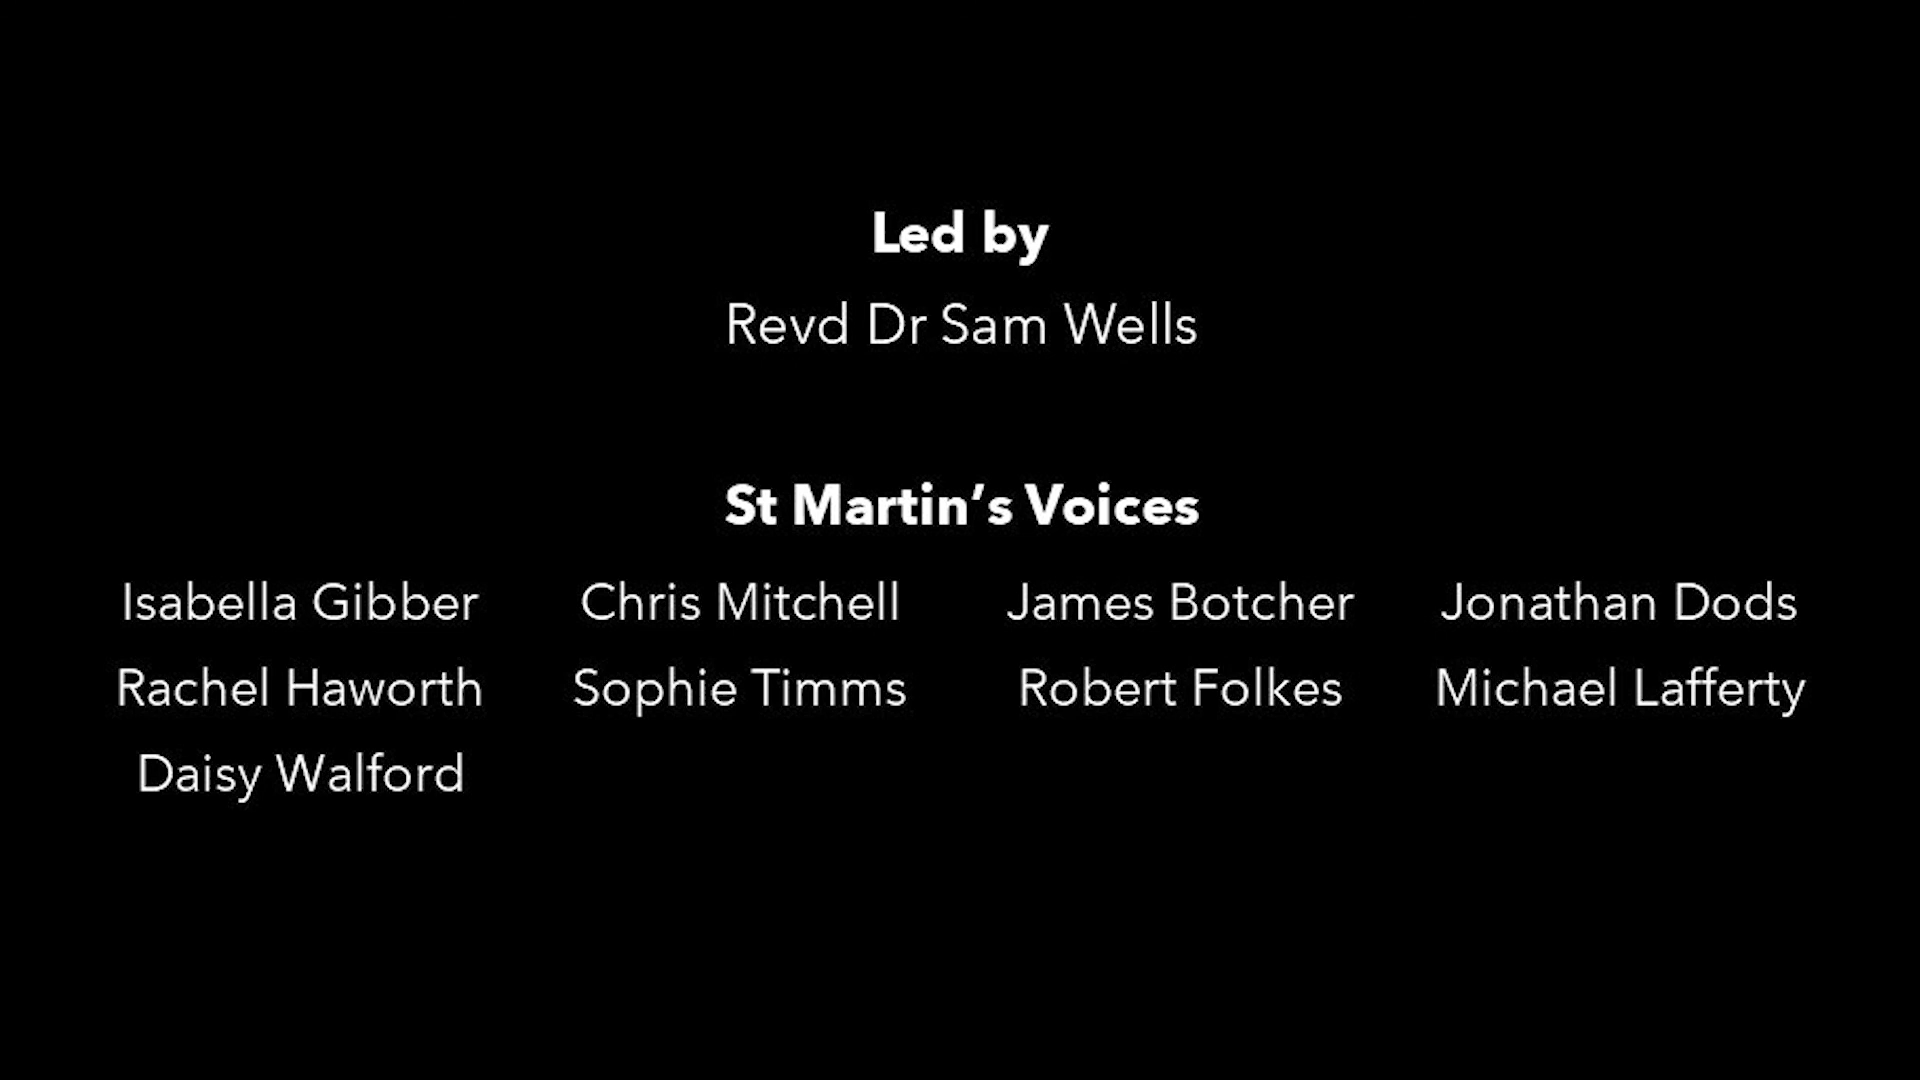 Led by
Revd Dr Sam Wells
St Martin’s Voices
Isabella Gibber Chris Mitchell James Botcher Jonathan Dods
Rachel Haworth Sophie Timms Robert Folkes Michael Lafferty
Daisy Walford